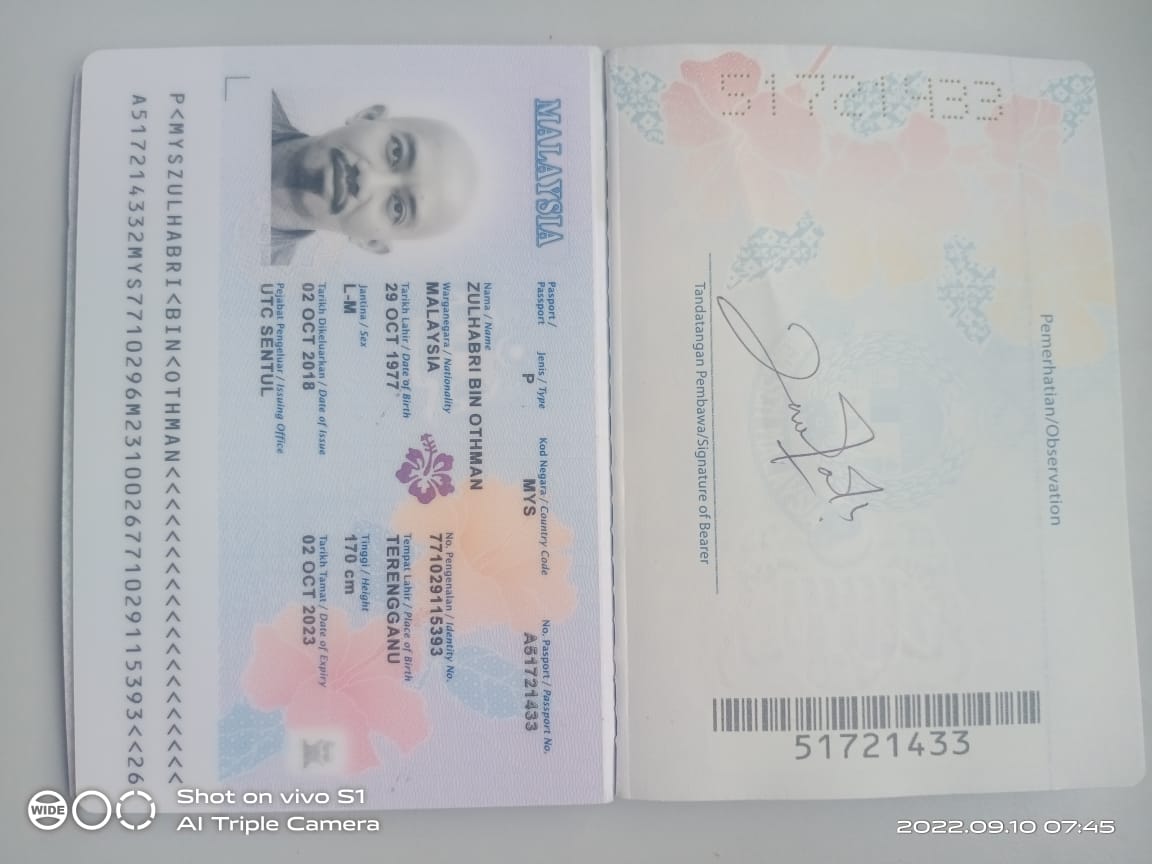 51721433
Pemerhatian/Observation
Tandatangan Pembawa/Signature of Bearer
51721433
MALAYSIA
Pasport / Passport
Jenis / Type
P
Kod Negara / Country Code
MYS
No. Pasport / Passport No.
A51721433
Nama / Name
ZULHABRI BIN OTHMAN
Warganegara / Nationality
MALAYSIA
No. Pengenalan / Identity No.
771029115393
Tarikh Lahir / Date of Birth
29 OCT 1977
Tempat Lahir / Place of Birth
TERENGGANU
Jantina / Sex
L-M
Tinggi / Height
170 cm
Tarikh Dikeluarkan / Date of Issue
02 OCT 2018
Tarikh Tamat / Date of Expiry
02 OCT 2023
Pejabat Pengeluar / Issuing Office
UTC SENTUL
P<MYSZULHABRI<BIN<OTHMAN<<<<<<<<<<<<<<<<<<<<
A517214332MYS7710296M2310026771029115393<<26
WIDE
Shot on vivo S1
AI Triple Camera
2022.09.10 07:45